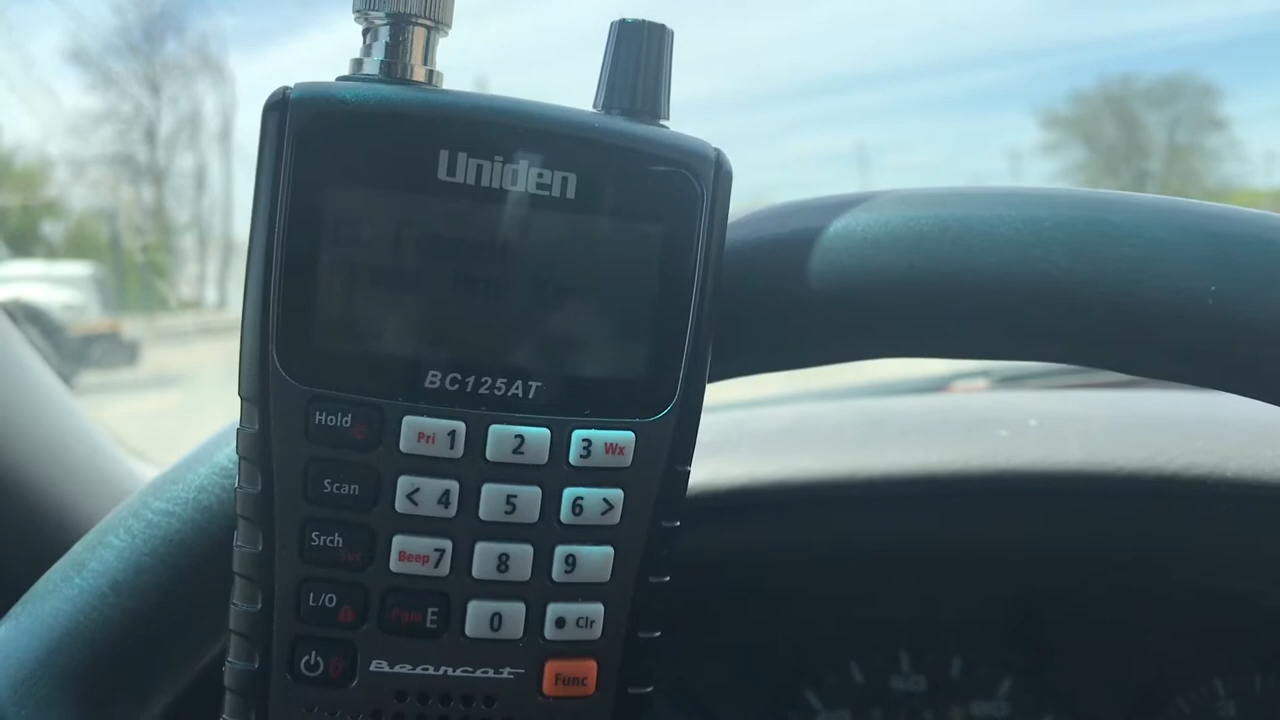 Uniden
BC125AT
Hold
Pri 1
2
3 Wx
Scan
< 4
5
6 >
Srch
Beep 7
8
9
L/O
Pgm E
0
• Clr
Bearcat
Func